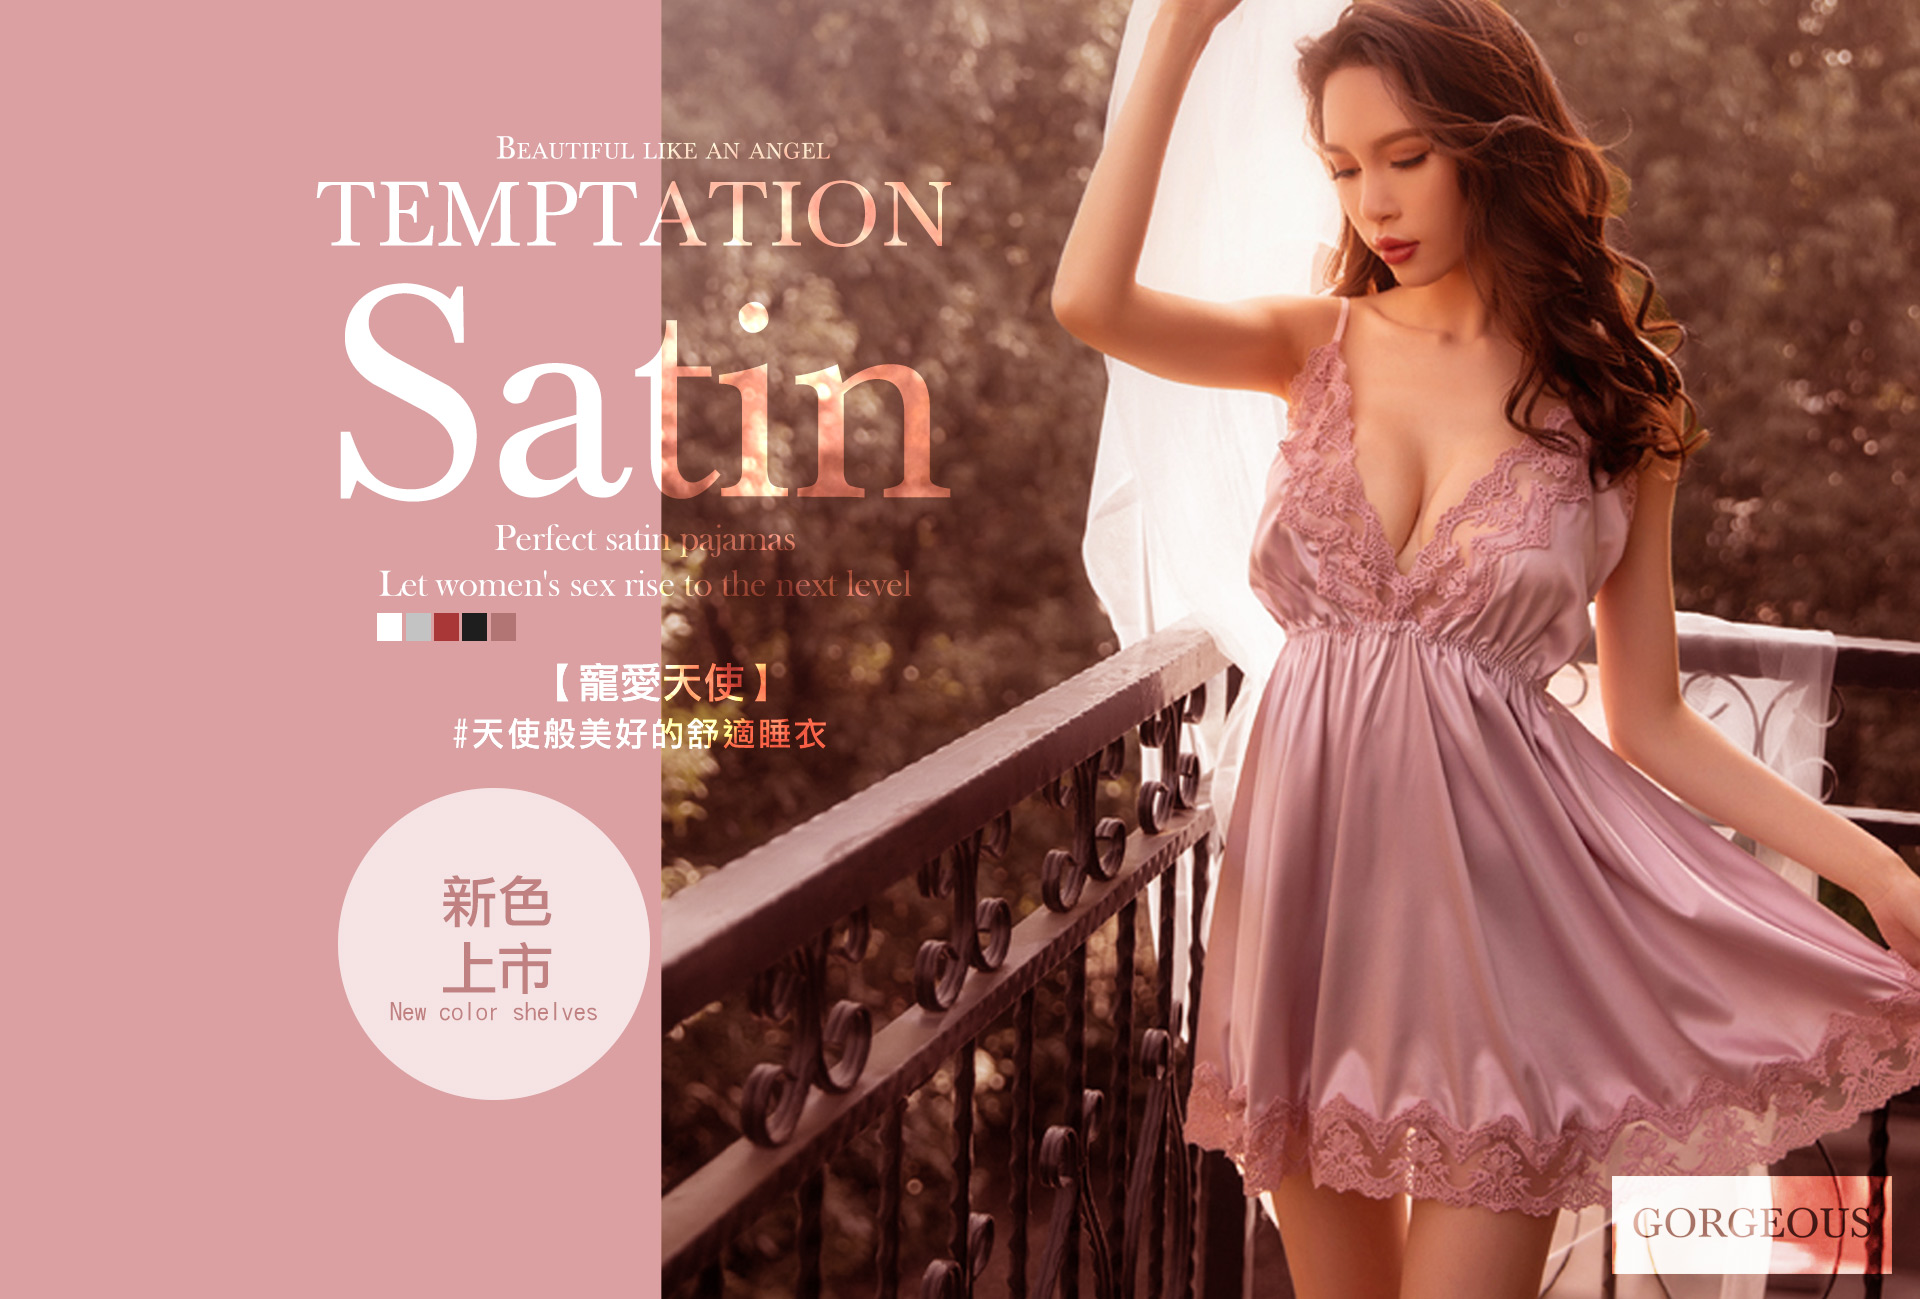 BEAUTIFUL LIKE AN ANGEL
TEMPTATION
Satin
Perfect satin pajamas
Let women's sex rise to the next level
【寵愛天使】
#天使般美好的舒適睡衣
新色
上市
New color shelves
GORGEOUS